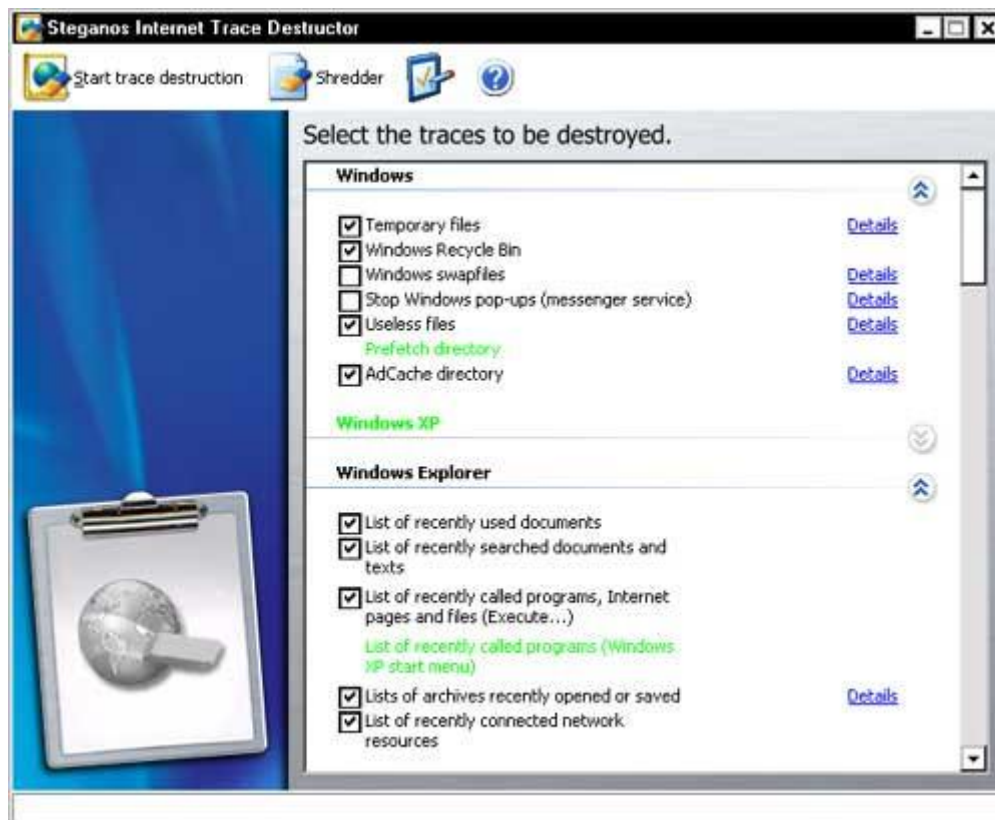 Steganos Internet Trace Destructor
Start trace destruction
Shredder
Select the traces to be destroyed.
Windows
Temporary files Details
Windows Recycle Bin
Windows swapfiles Details
Stop Windows pop-ups (messenger service) Details
Useless files Details
Prefetch directory
AdCache directory Details
Windows XP
Windows Explorer
List of recently used documents
List of recently searched documents and
texts
List of recently called programs, Internet
pages and files (Execute...)
List of recently called programs (Windows
XP start menu)
Lists of archives recently opened or saved Details
List of recently connected network
resources